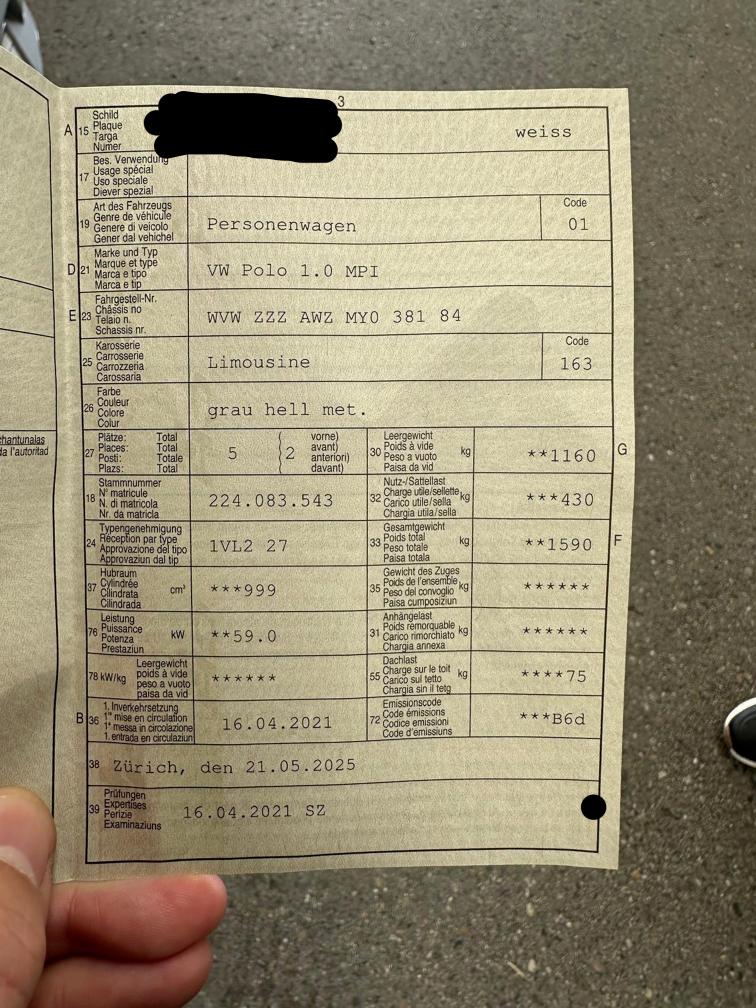 3
A 15 Schild
Plaque
Targa
Numer
weiss
17 Bes. Verwendung
Usage spécial
Uso speciale
Diever spezial
19 Art des Fahrzeugs
Genre de véhicule
Genere di veicolo
Gener dal vehichel
Personenwagen
Code
01
D 21 Marke und Typ
Marque et type
Marca e tipo
Marca e tip
VW Polo 1.0 MPI
E 23 Fahrgestell-Nr.
Châssis no
Telaio n.
Schassis nr.
WVW ZZZ AWZ MY0 381 84
25 Karosserie
Carrosserie
Carrozzeria
Carossaria
Limousine
Code
163
26 Farbe
Couleur
Colore
Colur
grau hell met.
chantunalas
da l'autoritad
27 Plätze: Total
Places: Total
Posti: Totale
Plazs: Total
5 (2 vorne)
avant)
anteriori)
davant)
30 Leergewicht
Poids à vide
Peso a vuoto
Paisa da vid
kg
**1160
G
18 Stammnummer
N° matricule
N. di matricola
Nr. da matricla
224.083.543
32 Nutz-/Sattellast
Charge utile/sellette
Carico utile/sella
Chargia utila/sella
kg
***430
24 Typengenehmigung
Réception par type
Approvazione del tipo
Approvaziun dal tip
1VL2 27
33 Gesamtgewicht
Poids total
Peso totale
Paisa totala
kg
**1590
F
37 Hubraum
Cylindrée
Cilindrata
Cilindrada
cm³
***999
35 Gewicht des Zuges
Poids de l'ensemble
Peso del convoglio
Paisa cumposiziun
kg
******
76 Leistung
Puissance
Potenza
Prestaziun
kW
**59.0
31 Anhängelast
Poids remorquable
Carico rimorchiato
Chargia annexa
kg
******
78 kW/kg Leergewicht
poids à vide
peso a vuoto
paisa da vid
******
55 Dachlast
Charge sur le toit
Carico sul tetto
Chargia sin il tetg
kg
****75
B 36 1. Inverkehrsetzung
1re mise en circulation
1a messa in circolazione
1. entrada en circulaziun
16.04.2021
72 Emissionscode
Code émissions
Codice emissioni
Code d'emissiuns
***B6d
38 Zürich, den 21.05.2025
39 Prüfungen
Expertises
Perizie
Examinaziuns
16.04.2021 SZ